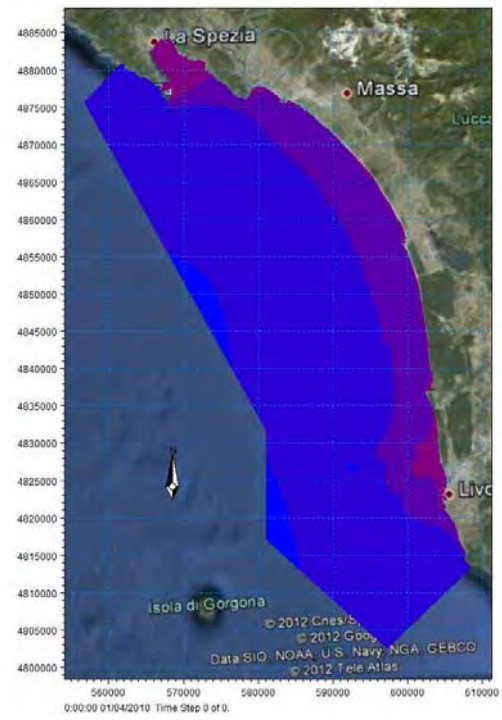 4885000
La Spezia
4880000
Massa
4875000
Lucca
4870000
4865000
4860000
4855000
4850000
4845000
4840000
4835000
4830000
4825000
N
Livo
4820000
4815000
4810000
Isola di Gorgona
© 2012 Cnes/S
4805000
© 2012 Goog
Data SIO, NOAA, U.S. Navy, NGA, GEBCO
4800000
© 2012 Tele Atlas
560000 570000 580000 590000 600000 610000
0:00:00 01/04/2010 Time Step 0 of 0.